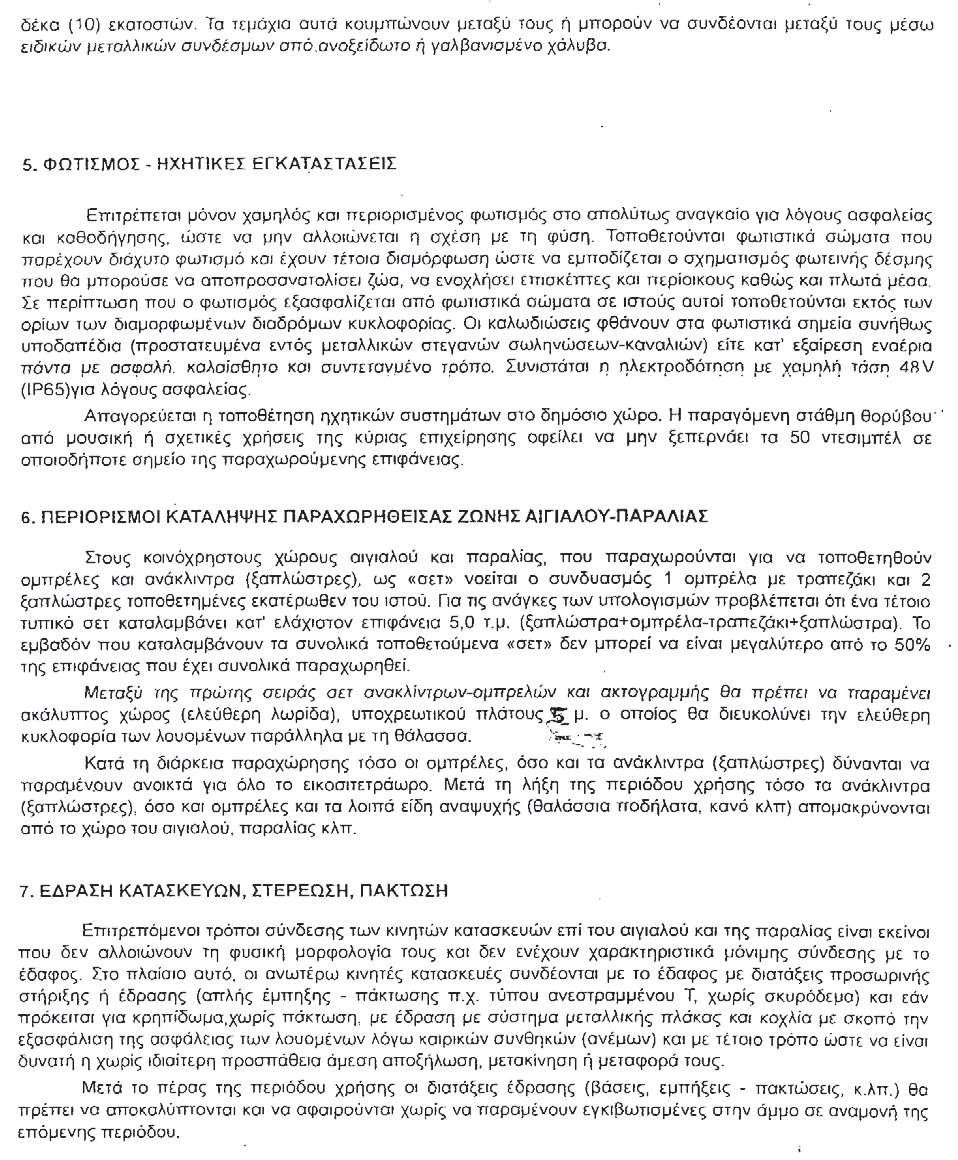 δέκα (10) εκατοστών. Τα τεμάχια αυτά κουμπώνουν μεταξύ τους ή μπορούν να συνδέονται μεταξύ τους μέσω
ειδικών μεταλλικών συνδέσμων από ανοξείδωτο ή γαλβανισμένο χάλυβα.
5. ΦΩΤΙΣΜΟΣ - ΗΧΗΤΙΚΕΣ ΕΓΚΑΤΑΣΤΑΣΕΙΣ
Επιτρέπεται μόνον χαμηλός και περιορισμένος φωτισμός στο απολύτως αναγκαίο για λόγους ασφαλείας
και καθοδήγησης, ώστε να μην αλλοιώνεται η σχέση με τη φύση. Τοποθετούνται φωτιστικά σώματα που
παρέχουν διάχυτο φωτισμό και έχουν τέτοια διαμόρφωση ώστε να εμποδίζεται ο σχηματισμός φωτεινής δέσμης
που θα μπορούσε να αποπροσανατολίσει ζώα, να ενοχλήσει επισκέπτες και περίοικους καθώς και πλωτά μέσα.
Σε περίπτωση που ο φωτισμός εξασφαλίζεται από φωτιστικά σώματα σε ιστούς αυτοί τοποθετούνται εκτός των
ορίων των διαμορφωμένων διαδρόμων κυκλοφορίας. Οι καλωδιώσεις φθάνουν στα φωτιστικά σημεία συνήθως
υποδαπέδια (προστατευμένα εντός μεταλλικών στεγανών σωληνώσεων-καναλιών) είτε κατ' εξαίρεση εναέρια
πάντα με ασφαλή, καλαίσθητο και συντεταγμένο τρόπο. Συνιστάται η ηλεκτροδότηση με χαμηλή τάση 48V
(IP65)για λόγους ασφαλείας.
Απαγορεύεται η τοποθέτηση ηχητικών συστημάτων στο δημόσιο χώρο. Η παραγόμενη στάθμη θορύβου
από μουσική ή σχετικές χρήσεις της κύριας επιχείρησης οφείλει να μην ξεπερνάει τα 50 ντεσιμπέλ σε
οποιοδήποτε σημείο της παραχωρούμενης επιφάνειας.
6. ΠΕΡΙΟΡΙΣΜΟΙ ΚΑΤΑΛΗΨΗΣ ΠΑΡΑΧΩΡΗΘΕΙΣΑΣ ΖΩΝΗΣ ΑΙΓΙΑΛΟΥ-ΠΑΡΑΛΙΑΣ
Στους κοινόχρηστους χώρους αιγιαλού και παραλίας, που παραχωρούνται για να τοποθετηθούν
ομπρέλες και ανάκλιντρα (ξαπλώστρες), ως «σετ» νοείται ο συνδυασμός 1 ομπρέλα με τραπεζάκι και 2
ξαπλώστρες τοποθετημένες εκατέρωθεν του ιστού. Για τις ανάγκες των υπολογισμών προβλέπεται ότι ένα τέτοιο
τυπικό σετ καταλαμβάνει κατ' ελάχιστον επιφάνεια 5,0 τ.μ. (ξαπλώστρα+ομπρέλα-τραπεζάκι+ξαπλώστρα). Το
εμβαδόν που καταλαμβάνουν τα συνολικά τοποθετούμενα «σετ» δεν μπορεί να είναι μεγαλύτερο από το 50%
της επιφάνειας που έχει συνολικά παραχωρηθεί.
Μεταξύ της πρώτης σειράς σετ ανακλίντρων-ομπρελών και ακτογραμμής θα πρέπει να παραμένει
ακάλυπτος χώρος (ελεύθερη λωρίδα), υποχρεωτικού πλάτους 5 μ. ο οποίος θα διευκολύνει την ελεύθερη
κυκλοφορία των λουομένων παράλληλα με τη θάλασσα.
Κατά τη διάρκεια παραχώρησης τόσο οι ομπρέλες, όσο και τα ανάκλιντρα (ξαπλώστρες) δύνανται να
παραμένουν ανοικτά για όλο το εικοσιτετράωρο. Μετά τη λήξη της περιόδου χρήσης τόσο τα ανάκλιντρα
(ξαπλώστρες), όσο και ομπρέλες και τα λοιπά είδη αναψυχής (θαλάσσια ποδήλατα, κανό κλπ) απομακρύνονται
από το χώρο του αιγιαλού, παραλίας κλπ.
7. ΕΔΡΑΣΗ ΚΑΤΑΣΚΕΥΩΝ, ΣΤΕΡΕΩΣΗ, ΠΑΚΤΩΣΗ
Επιτρεπόμενοι τρόποι σύνδεσης των κινητών κατασκευών επί του αιγιαλού και της παραλίας είναι εκείνοι
που δεν αλλοιώνουν τη φυσική μορφολογία τους και δεν ενέχουν χαρακτηριστικά μόνιμης σύνδεσης με το
έδαφος. Στο πλαίσιο αυτό, οι ανωτέρω κινητές κατασκευές συνδέονται με το έδαφος με διατάξεις προσωρινής
στήριξης ή έδρασης (απλής έμπηξης - πάκτωσης π.χ. τύπου ανεστραμμένου Τ, χωρίς σκυρόδεμα) και εάν
πρόκειται για κρηπίδωμα,χωρίς πάκτωση, με έδραση με σύστημα μεταλλικής πλάκας και κοχλία με σκοπό την
εξασφάλιση της ασφάλειας των λουομένων λόγω καιρικών συνθηκών (ανέμων) και με τέτοιο τρόπο ώστε να είναι
δυνατή η χωρίς ιδιαίτερη προσπάθεια άμεση αποξήλωση, μετακίνηση ή μεταφορά τους.
Μετά το πέρας της περιόδου χρήσης οι διατάξεις έδρασης (βάσεις, εμπήξεις - πακτώσεις, κ.λπ.) θα
πρέπει να αποκαλύπτονται και να αφαιρούνται χωρίς να παραμένουν εγκιβωτισμένες στην άμμο σε αναμονή της
επόμενης περιόδου.